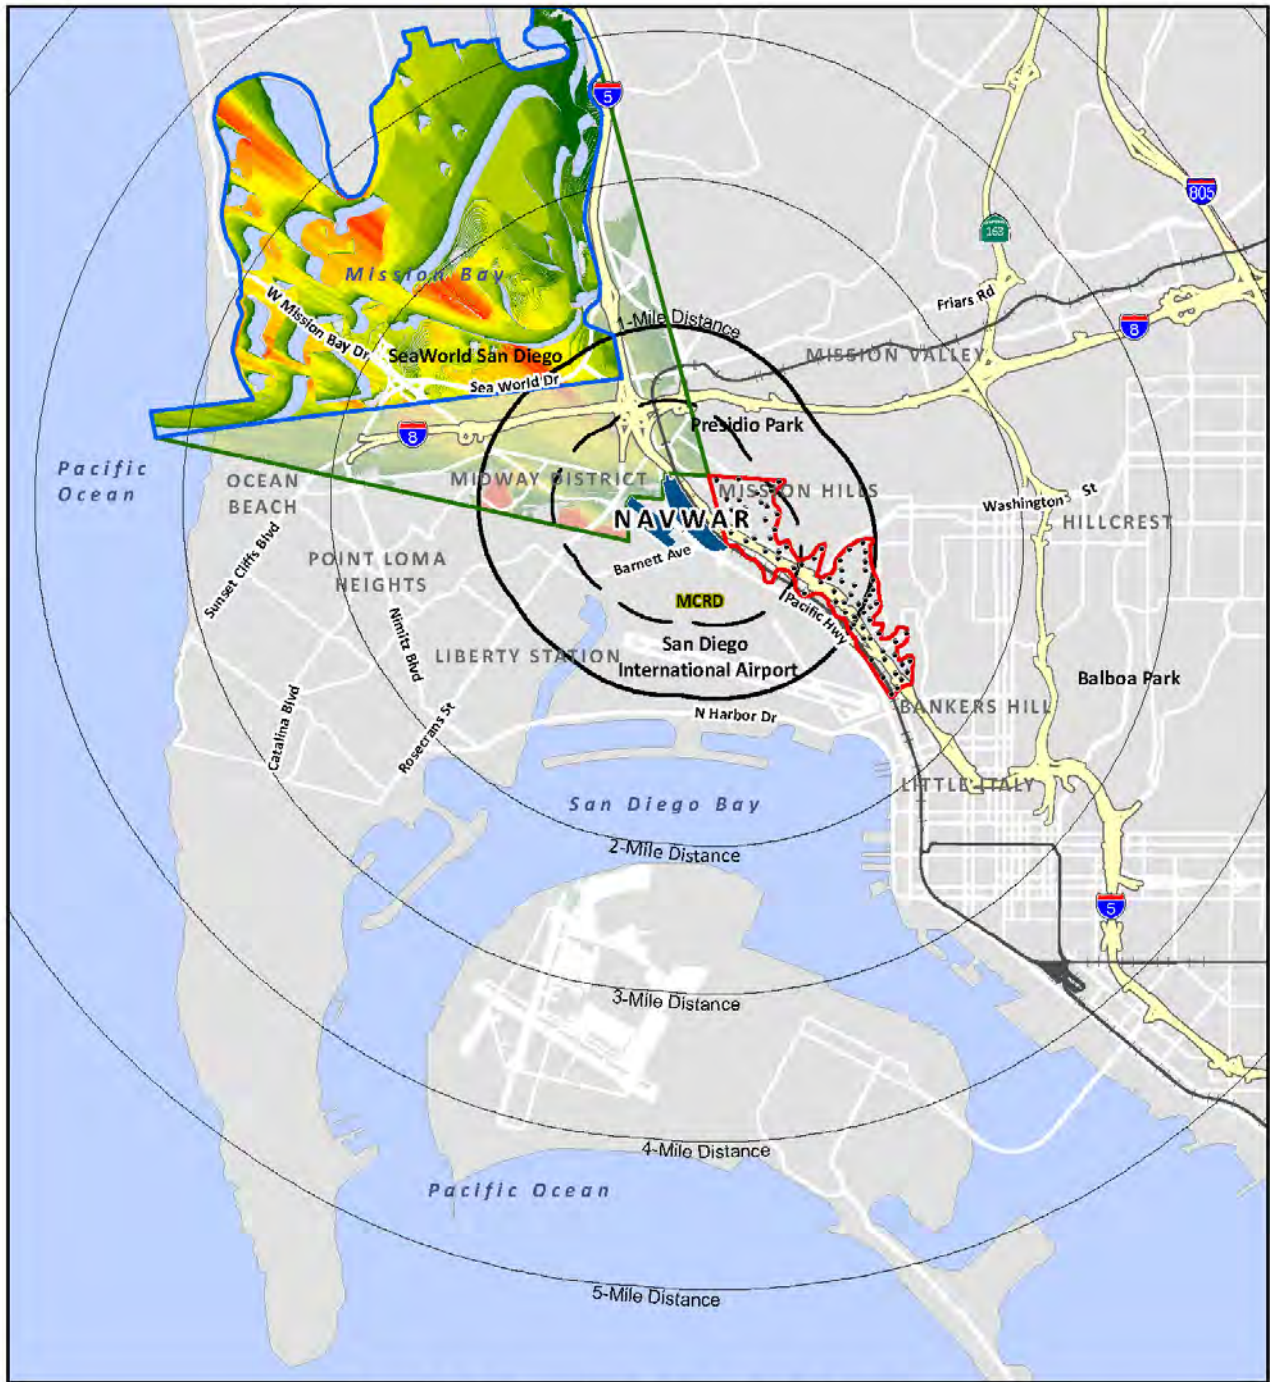 5
805
163
Mission Bay
Friars Rd
W Mission Bay Dr
1-Mile Distance
8
SeaWorld San Diego
MISSION VALLEY
Sea World Dr
8
Presidio Park
Pacific
Ocean
OCEAN
BEACH
MIDWAY DISTRICT
MISSION HILLS
Washington St
NAVWAR
HILLCREST
Sunset Cliffs Blvd
POINT LOMA
HEIGHTS
Barnett Ave
MCRD
Pacific Hwy
Nimitz Blvd
LIBERTY STATION
San Diego
International Airport
Balboa Park
Catalina Blvd
Rosecrans St
N Harbor Dr
BANKERS HILL
LITTLE ITALY
San Diego Bay
2-Mile Distance
5
3-Mile Distance
4-Mile Distance
Pacific Ocean
5-Mile Distance